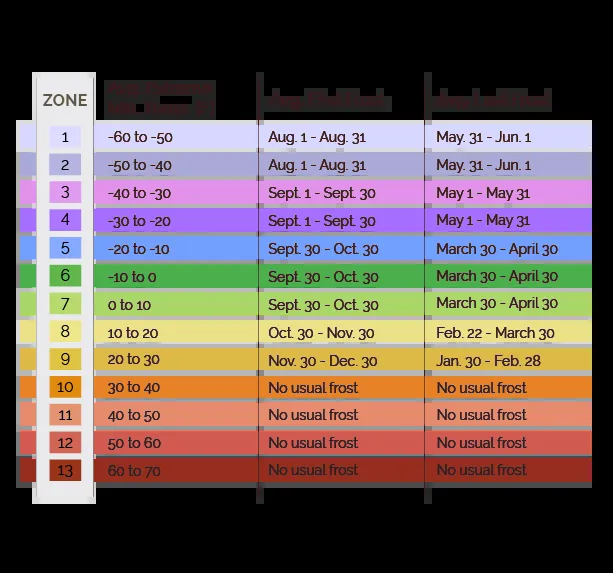 ZONE
1 -60 to -50 Aug. 1 - Aug. 31 May. 31 - Jun. 1
2 -50 to -40 Aug. 1 - Aug. 31 May. 31 - Jun. 1
3 -40 to -30 Sept. 1 - Sept. 30 May 1 - May 31
4 -30 to -20 Sept. 1 - Sept. 30 May 1 - May 31
5 -20 to -10 Sept. 30 - Oct. 30 March 30 - April 30
6 -10 to 0 Sept. 30 - Oct. 30 March 30 - April 30
7 0 to 10 Sept. 30 - Oct. 30 March 30 - April 30
8 10 to 20 Oct. 30 - Nov. 30 Feb. 22 - March 30
9 20 to 30 Nov. 30 - Dec. 30 Jan. 30 - Feb. 28
10 30 to 40 No usual frost No usual frost
11 40 to 50 No usual frost No usual frost
12 50 to 60 No usual frost No usual frost
13 60 to 70 No usual frost No usual frost